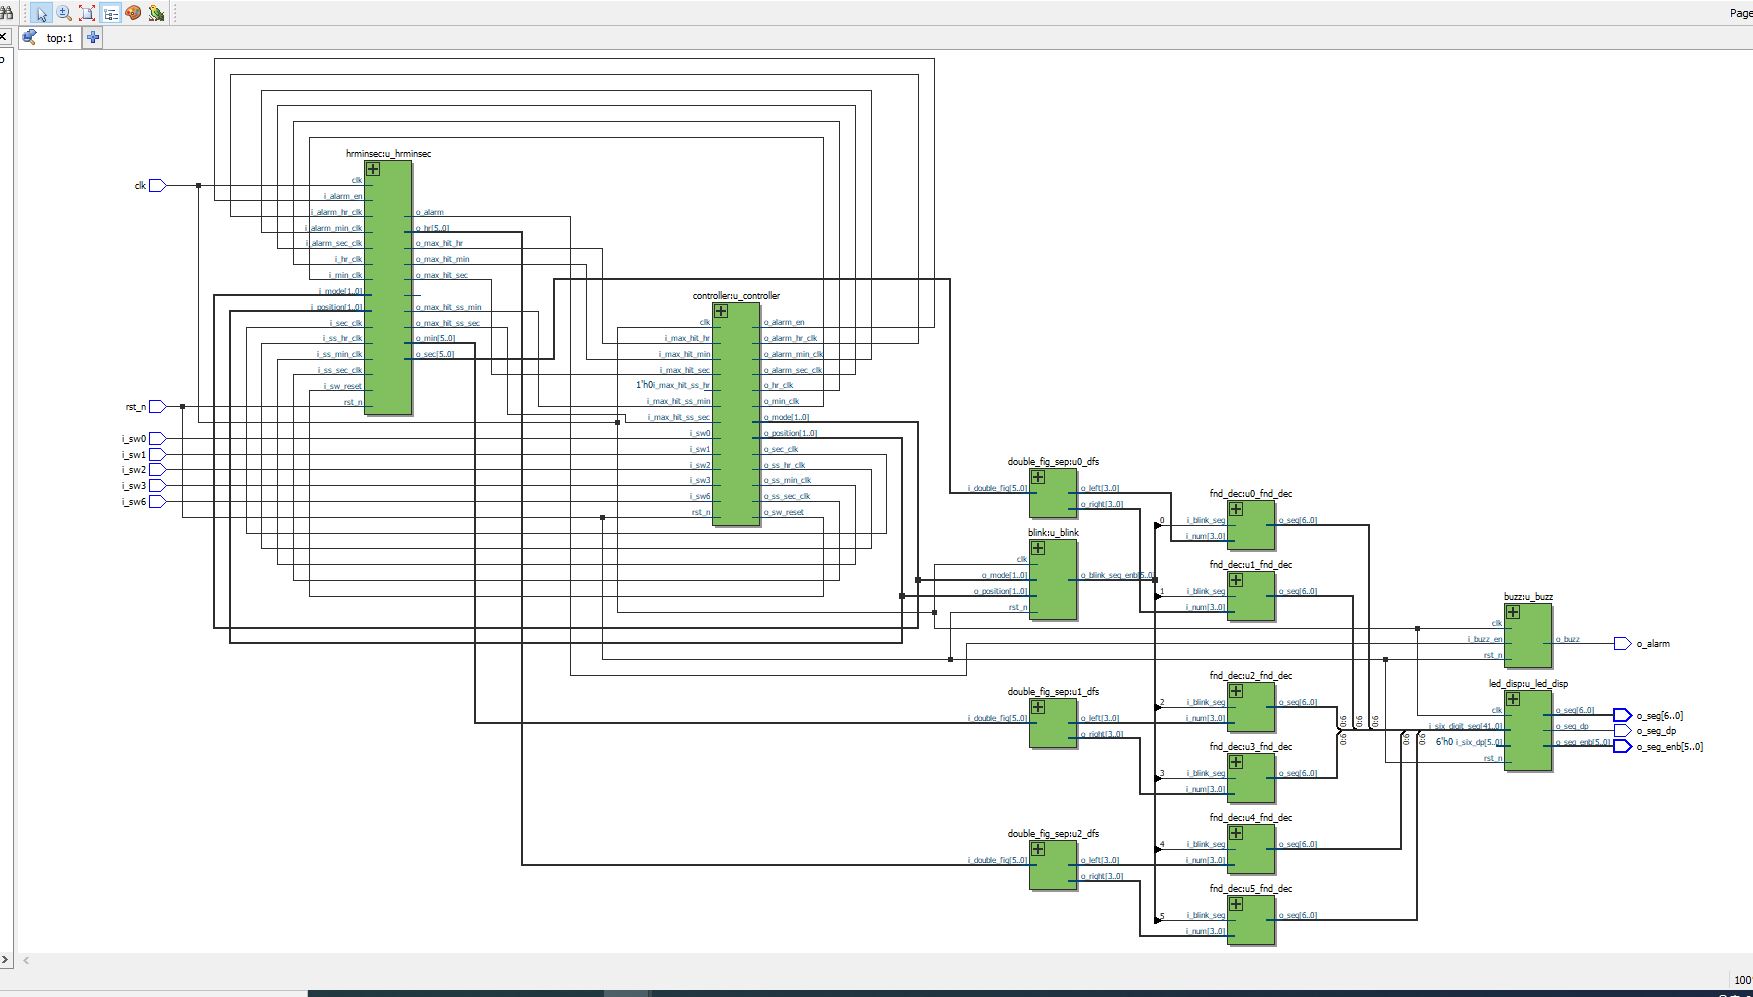 Page
top:1
hrminsec:u_hrminsec
clk
clk
i_alarm_en
i_alarm_hr_clk
i_alarm_min_clk
i_alarm_sec_clk
i_hr_clk
i_min_clk
i_mode[1..0]
i_position[1..0]
i_sec_clk
i_ss_hr_clk
i_ss_min_clk
i_ss_sec_clk
i_sw_reset
rst_n
o_alarm
o_hr[5..0]
o_max_hit_hr
o_max_hit_min
o_max_hit_sec
o_max_hit_ss_min
o_max_hit_ss_sec
o_min[5..0]
o_sec[5..0]
rst_n
i_sw0
i_sw1
i_sw2
i_sw3
i_sw6
controller:u_controller
clk
i_max_hit_hr
i_max_hit_min
i_max_hit_sec
1'h0 i_max_hit_ss_hr
i_max_hit_ss_min
i_max_hit_ss_sec
i_sw0
i_sw1
i_sw2
i_sw3
i_sw6
rst_n
o_alarm_en
o_alarm_hr_clk
o_alarm_min_clk
o_alarm_sec_clk
o_hr_clk
o_min_clk
o_mode[1..0]
o_position[1..0]
o_sec_clk
o_ss_hr_clk
o_ss_min_clk
o_ss_sec_clk
o_sw_reset
double_fig_sep:u0_dfs
i_double_fig[5..0]
o_left[3..0]
o_right[3..0]
blink:u_blink
clk
o_mode[1..0]
o_position[1..0]
rst_n
o_blink_seg_enb[5..0]
double_fig_sep:u1_dfs
i_double_fig[5..0]
o_left[3..0]
o_right[3..0]
double_fig_sep:u2_dfs
i_double_fig[5..0]
o_left[3..0]
o_right[3..0]
fnd_dec:u0_fnd_dec
0
i_blink_seg
i_num[3..0]
o_seg[6..0]
fnd_dec:u1_fnd_dec
1
i_blink_seg
i_num[3..0]
o_seg[6..0]
fnd_dec:u2_fnd_dec
2
i_blink_seg
i_num[3..0]
o_seg[6..0]
fnd_dec:u3_fnd_dec
3
i_blink_seg
i_num[3..0]
o_seg[6..0]
fnd_dec:u4_fnd_dec
4
i_blink_seg
i_num[3..0]
o_seg[6..0]
fnd_dec:u5_fnd_dec
5
i_blink_seg
i_num[3..0]
o_seg[6..0]
0:6
0:6
0:6
0:6
0:6
0:6
buzz:u_buzz
clk
i_buzz_en
rst_n
o_buzz
o_alarm
led_disp:u_led_disp
clk
i_six_digit_seg[41..0]
6'h0 i_six_dp[5..0]
rst_n
o_seg[6..0]
o_seg_dp
o_seg_enb[5..0]
o_seg[6..0]
o_seg_dp
o_seg_enb[5..0]